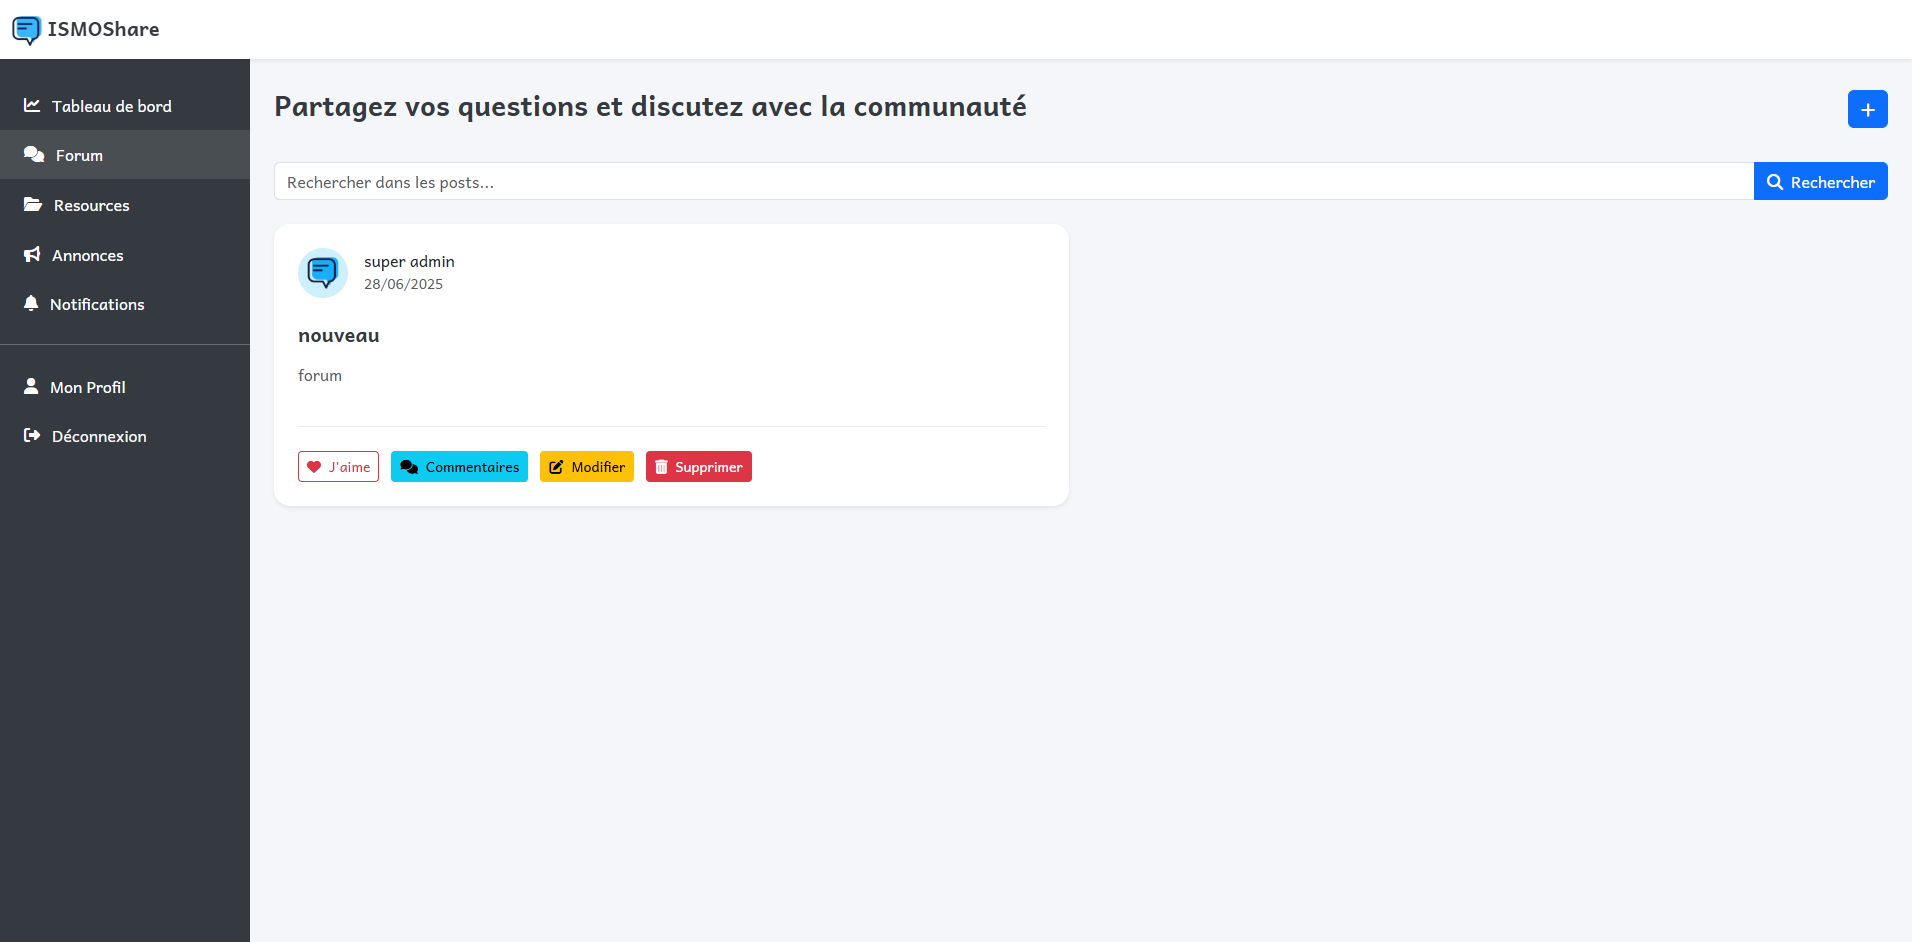 ISMOShare
Tableau de bord
Forum
Resources
Annonces
Notifications
Mon Profil
Déconnexion
Partagez vos questions et discutez avec la communauté
Rechercher dans les posts...
Rechercher
super admin
28/06/2025
nouveau
forum
J'aime
Commentaires
Modifier
Supprimer